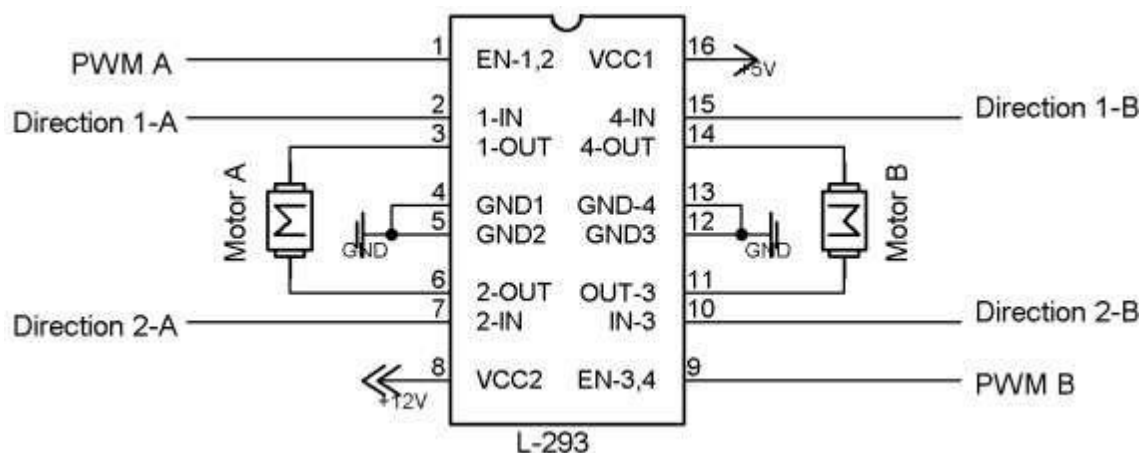 PWM A
1
EN-1,2
VCC1
16
+5V
Direction 1-A
2
1-IN
4-IN
15
Direction 1-B
3
1-OUT
4-OUT
14
Motor A
Motor B
4
GND1
GND-4
13
5
GND2
GND3
12
GND
GND
6
2-OUT
OUT-3
11
Direction 2-A
7
2-IN
IN-3
10
Direction 2-B
8
VCC2
EN-3,4
9
PWM B
+12V
L-293